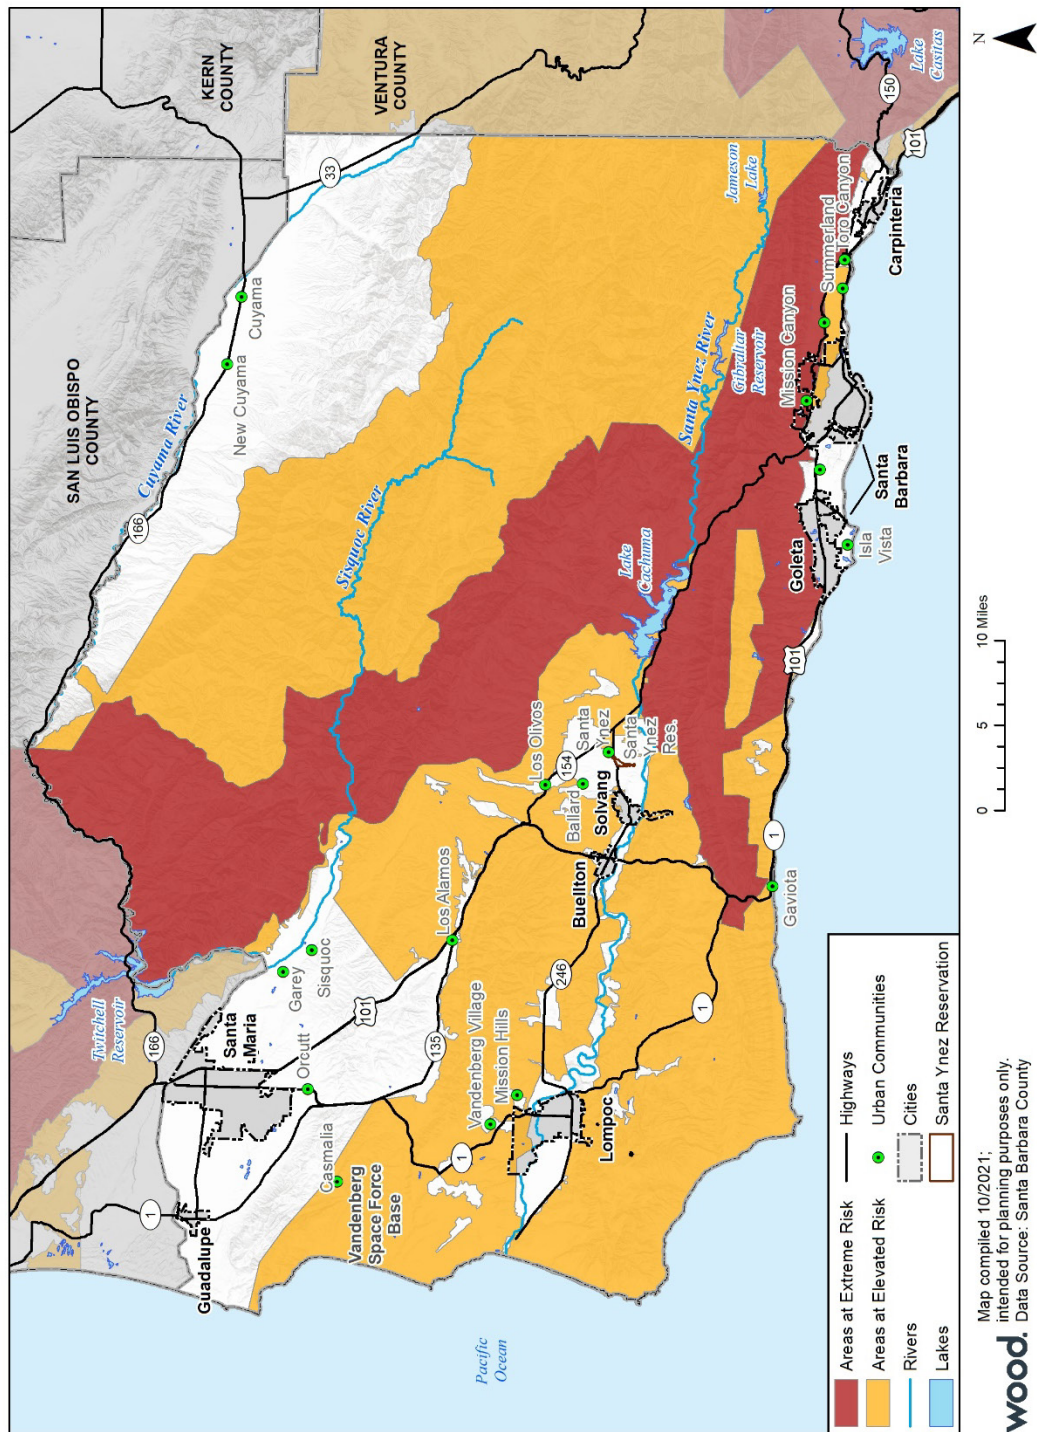 SAN LUIS OBISPO
COUNTY
KERN
COUNTY
VENTURA
COUNTY
Cuyama River
166
33
New Cuyama
Cuyama
Twitchell
Reservoir
166
Guadalupe
1
Santa
Maria
Orcutt
Garey
Sisquoc
Sisquoc River
Casmalia
101
135
Los Alamos
Vandenberg
Space Force
Base
1
Vandenberg Village
Mission Hills
Lompoc
246
1
Buellton
Los Olivos
154
Ballard
Solvang
Santa
Ynez
Santa
Ynez
Res.
Lake
Cachuma
Santa Ynez River
Gibraltar
Reservoir
Jameson
Lake
Lake
Casitas
150
101
Gaviota
1
101
Goleta
Isla
Vista
Santa
Barbara
Mission Canyon
Summerland
Toro Canyon
Carpinteria
Pacific
Ocean
Areas at Extreme Risk
Areas at Elevated Risk
Rivers
Lakes
Highways
Urban Communities
Cities
Santa Ynez Reservation
0
5
10 Miles
N
wood.
Map compiled 10/2021;
intended for planning purposes only.
Data Source: Santa Barbara County